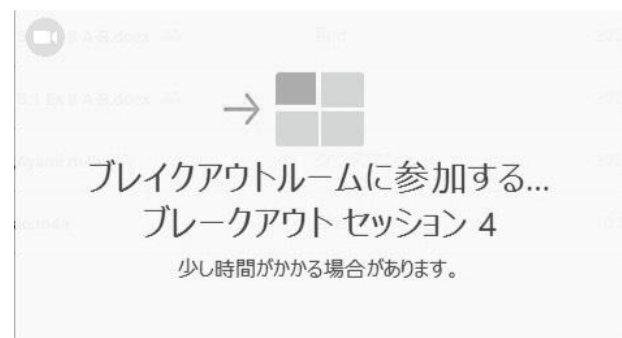 ブレイクアウトルームに参加する...
ブレークアウト セッション 4
少し時間がかかる場合があります。